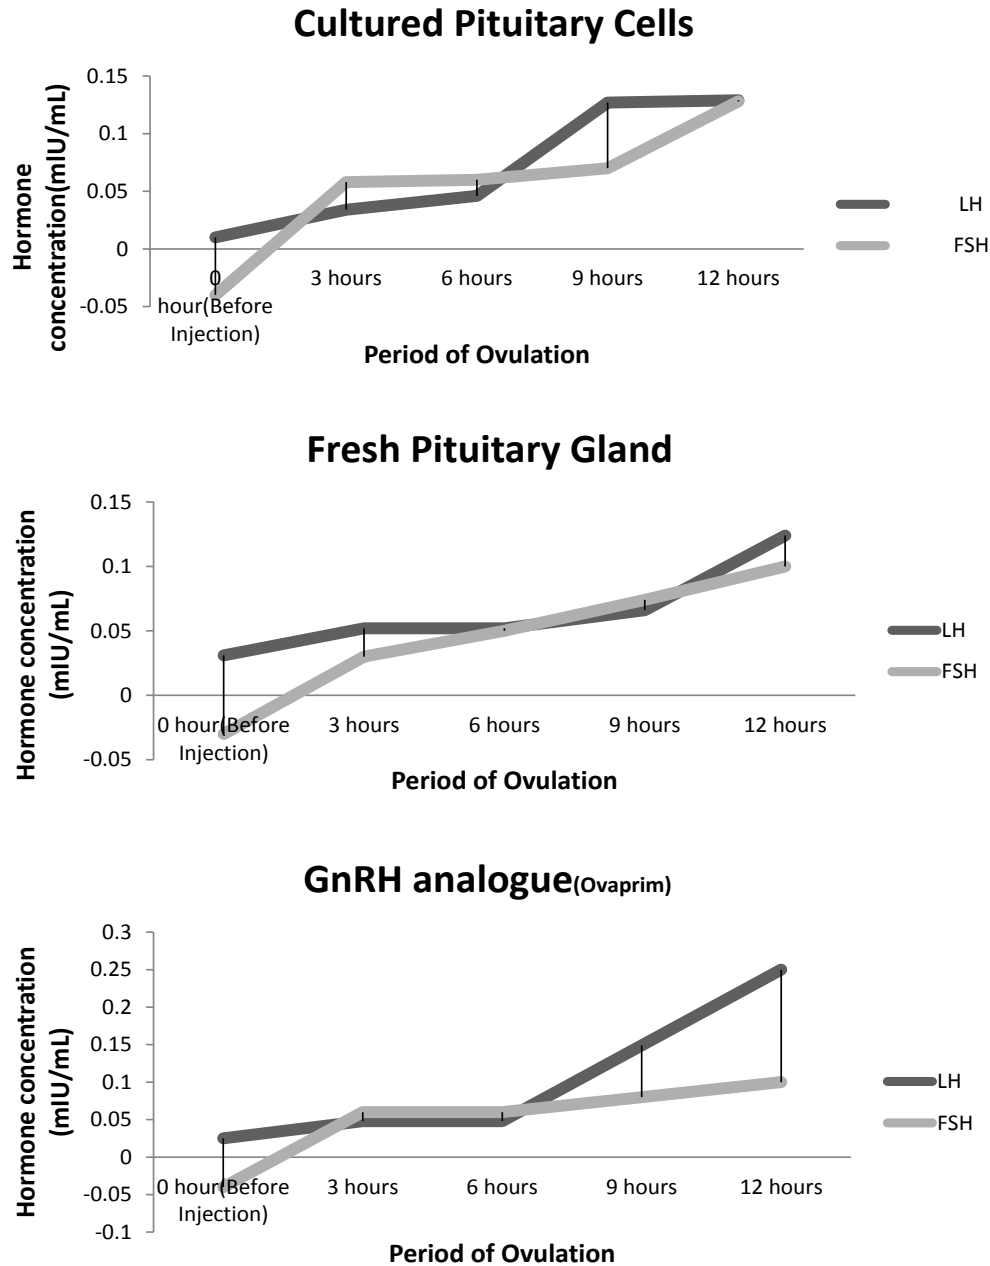 Cultured Pituitary Cells
Hormone
concentration(mIU/mL)
0.15
0.1
0.05
0
-0.05
0
hour(Before
Injection)
3 hours
6 hours
9 hours
12 hours
Period of Ovulation
LH
FSH
Fresh Pituitary Gland
Hormone concentration
(mIU/mL)
0.15
0.1
0.05
0
-0.05
0 hour(Before
Injection)
3 hours
6 hours
9 hours
12 hours
Period of Ovulation
LH
FSH
GnRH analogue(Ovaprim)
Hormone concentration
(mIU/mL)
0.3
0.25
0.2
0.15
0.1
0.05
0
-0.05
-0.1
0 hour(Before
Injection)
3 hours
6 hours
9 hours
12 hours
Period of Ovulation
LH
FSH